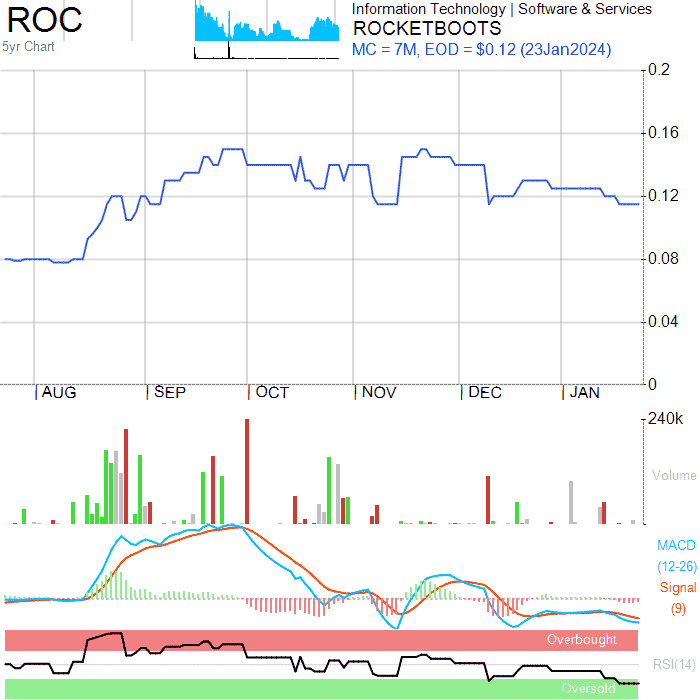 ROC
5yr Chart
Information Technology | Software & Services
ROCKETBOOTS
MC = 7M, EOD = $0.12 (23Jan2024)
0.2
0.16
0.12
0.08
0.04
0
AUG SEP OCT NOV DEC JAN
240k
Volume
MACD
(12-26)
Signal
(9)
Overbought
RSI(14)
Oversold